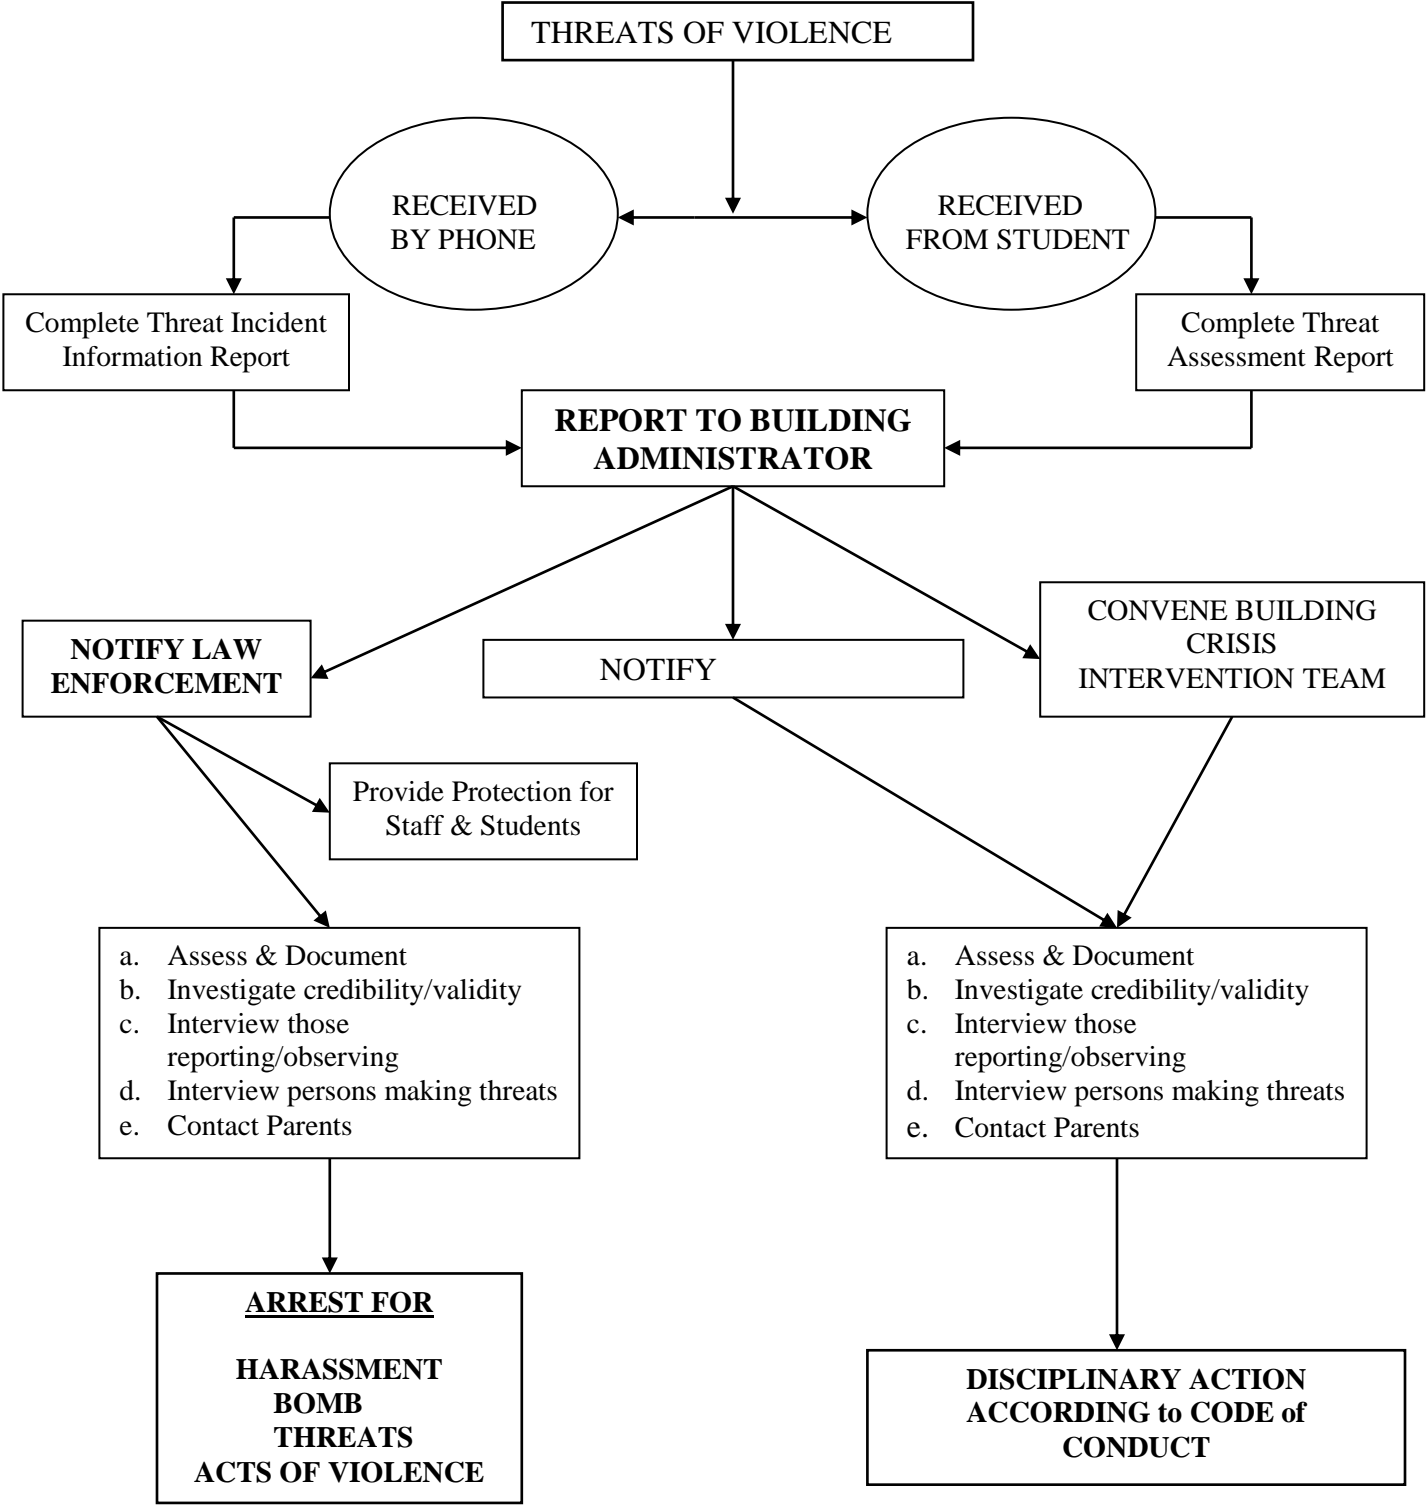 THREATS OF VIOLENCE
RECEIVED
BY PHONE
RECEIVED
FROM STUDENT
Complete Threat Incident
Information Report
Complete Threat
Assessment Report
REPORT TO BUILDING
ADMINISTRATOR
NOTIFY LAW
ENFORCEMENT
NOTIFY
CONVENE BUILDING
CRISIS
INTERVENTION TEAM
Provide Protection for
Staff & Students
a. Assess & Document
b. Investigate credibility/validity
c. Interview those
reporting/observing
d. Interview persons making threats
e. Contact Parents
a. Assess & Document
b. Investigate credibility/validity
c. Interview those
reporting/observing
d. Interview persons making threats
e. Contact Parents
ARREST FOR
HARASSMENT
BOMB
THREATS
ACTS OF VIOLENCE
DISCIPLINARY ACTION
ACCORDING to CODE of
CONDUCT